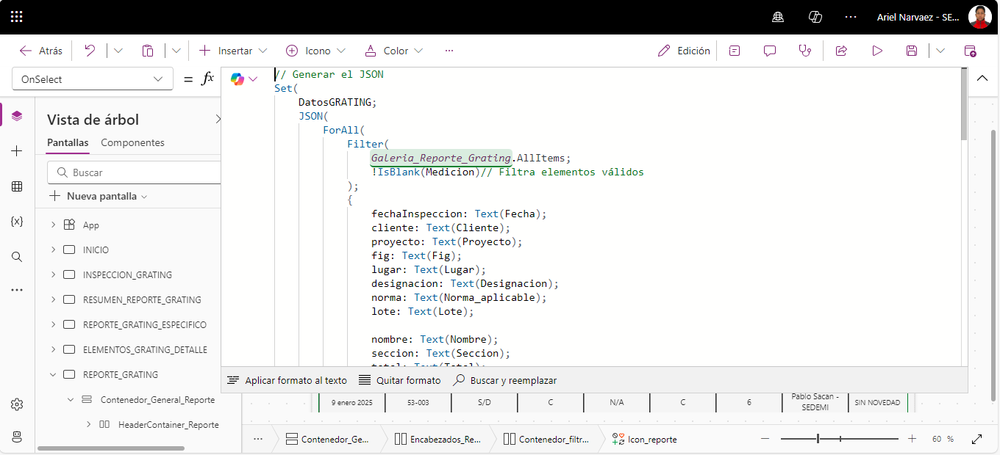 Ariel Narvaez - SE...
Atrás
Insertar
Icono
Color
Edición
OnSelect
= fx
// Generar el JSON
Set(
DatosGRATING;
JSON(
ForAll(
Filter(
Galeria_Reporte_Grating.AllItems;
!IsBlank(Medicion)// Filtra elementos válidos
);
{
fechaInspeccion: Text(Fecha);
cliente: Text(Cliente);
proyecto: Text(Proyecto);
fig: Text(Fig);
lugar: Text(Lugar);
designacion: Text(Designacion);
norma: Text(Norma_aplicable);
lote: Text(Lote);
nombre: Text(Nombre);
seccion: Text(Seccion);
total: Text(Total);
Aplicar formato al texto
Quitar formato
Buscar y reemplazar
Vista de árbol
Pantallas
Componentes
Buscar
Nueva pantalla
App
INICIO
INSPECCION_GRATING
RESUMEN_REPORTE_GRATING
REPORTE_GRATING_ESPECIFICO
ELEMENTOS_GRATING_DETALLE
REPORTE_GRATING
Contenedor_General_Reporte
HeaderContainer_Reporte
9 enero 2025
53-003
S/D
C
N/A
C
6
Pablo Sacan -
SEDEMI
SIN NOVEDAD
Contenedor_Ge...
Encabezados_Re...
Contenedor_filtr...
Icon_reporte
60 %